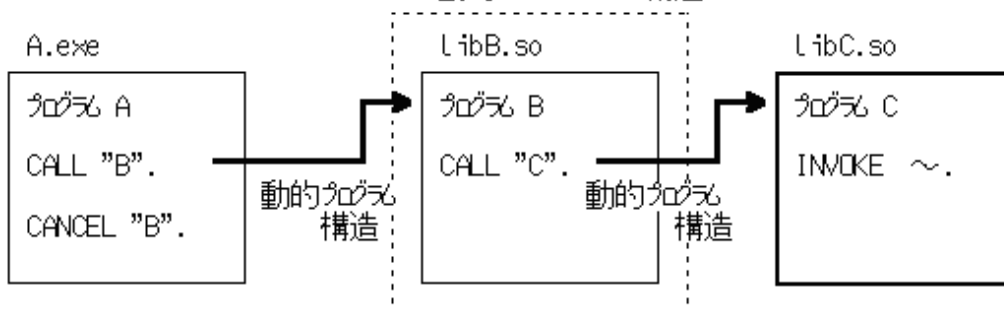 構造
A.exe
libB.so
libC.so
プログラム A
CALL "B".
CANCEL "B".
動的プログラム
構造
プログラム B
CALL "C".
動的プログラム
構造
プログラム C
INVOKE ～.